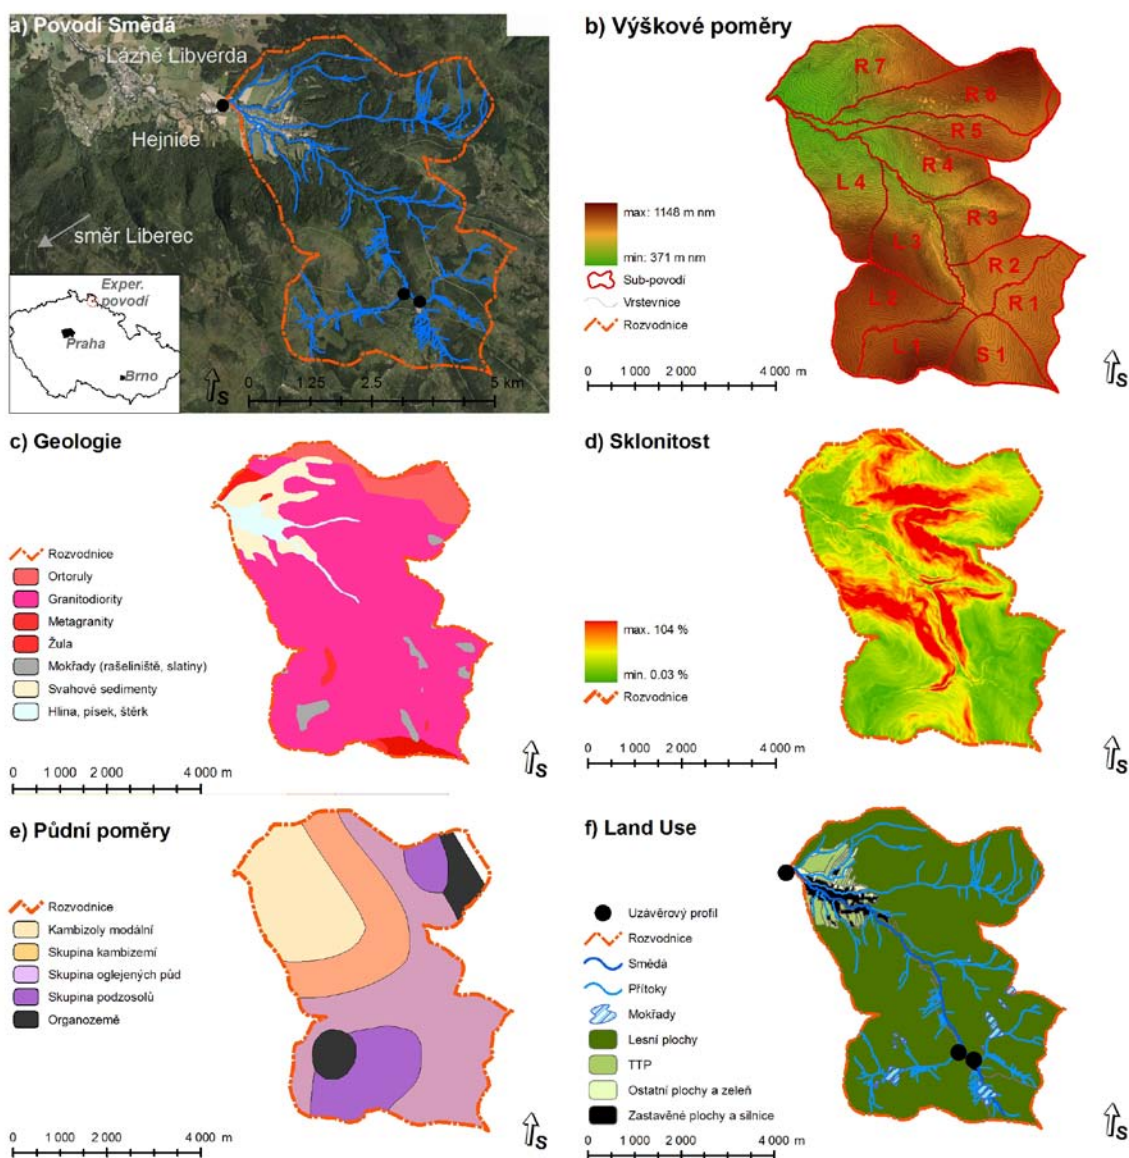 a) Povodí Smědá
Lázně Libverda
Hejnice
směr Liberec
Exper.
povodí
Praha
Brno
S
0 1.25 2.5 5 km
b) Výškové poměry
R 7
R 6
R 5
R 4
L 4
R 3
L 3
R 2
L 2
R 1
L 1
S 1
max: 1148 m nm
min: 371 m nm
Sub-povodí
Vrstevnice
Rozvodnice
0 1 000 2 000 4 000 m
S
c) Geologie
Rozvodnice
Ortoruly
Granitodiority
Metagranity
Žula
Mokřady (rašeliniště, slatiny)
Svahové sedimenty
Hlina, písek, štěrk
0 1 000 2 000 4 000 m
S
d) Sklonitost
max. 104 %
min. 0.03 %
Rozvodnice
0 1 000 2 000 4 000 m
S
e) Půdní poměry
Rozvodnice
Kambizoly modální
Skupina kambizemí
Skupina oglejených půd
Skupina podzosolů
Organozemě
0 1 000 2 000 4 000 m
S
f) Land Use
Uzávěrový profil
Rozvodnice
Smědá
Přítoky
Mokřady
Lesní plochy
TTP
Ostatní plochy a zeleň
Zastavěné plochy a silnice
0 1 000 2 000 4 000 m
S